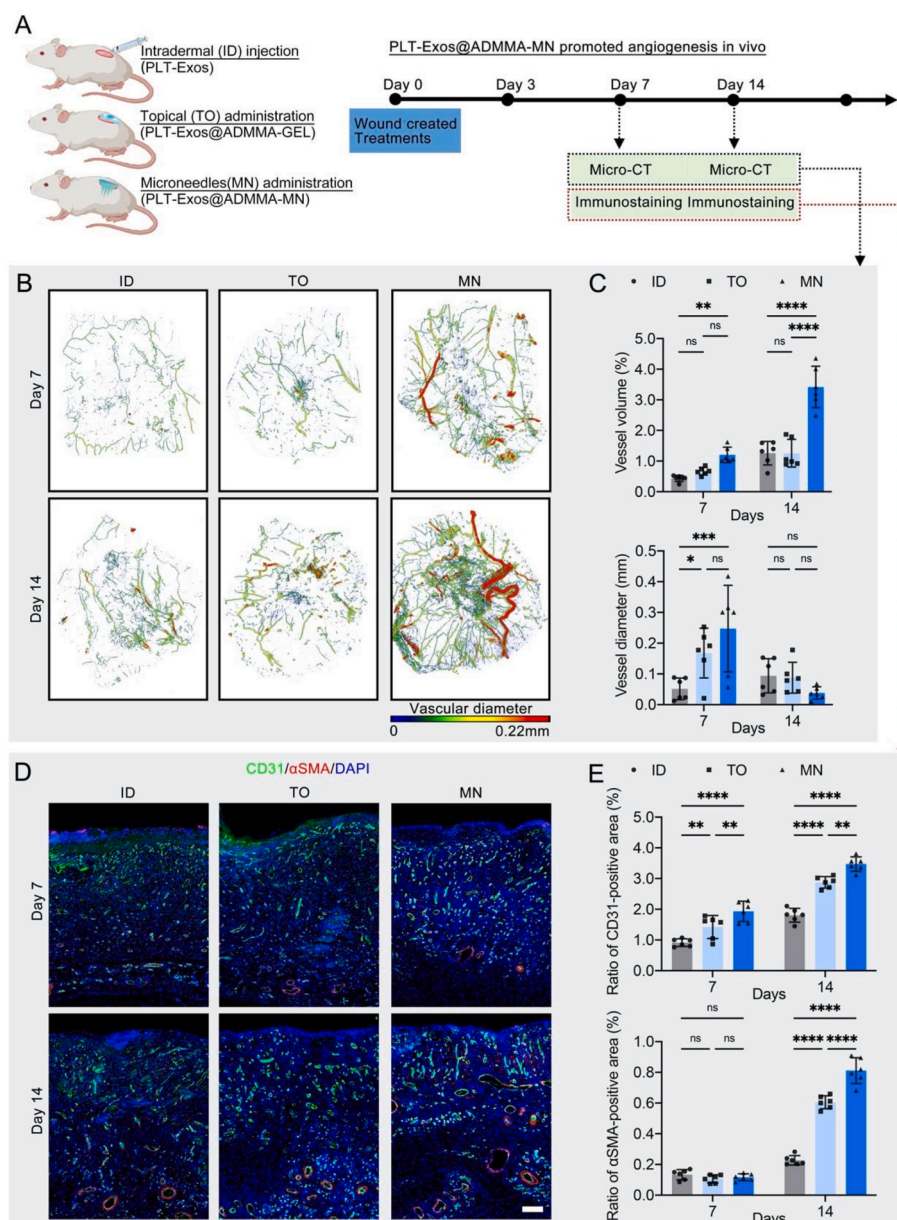 A
Intradermal (ID) injection
(PLT-Exos)
Topical (TO) administration
(PLT-Exos@ADMMA-GEL)
Microneedles(MN) administration
(PLT-Exos@ADMMA-MN)
PLT-Exos@ADMMA-MN promoted angiogenesis in vivo
Day 0 Day 3 Day 7 Day 14
Wound created
Treatments
Micro-CT Micro-CT
Immunostaining Immunostaining
B
ID TO MN
Day 7
Day 14
Vascular diameter
0 0.22mm
C
ID TO MN
Vessel volume (%)
5.0
4.0
3.0
2.0
1.0
0.0
** ****
ns ****
ns ns
7 14
Days
Vessel diameter (mm)
0.5
0.4
0.3
0.2
0.1
0.0
*** ns
* ns ns ns
7 14
Days
D
CD31/αSMA/DAPI
ID TO MN
Day 7
Day 14
E
ID TO MN
Ratio of CD31-positive area (%)
5.0
4.0
3.0
2.0
1.0
0.0
**** ****
** ** **** **
7 14
Days
Ratio of αSMA-positive area (%)
1.0
0.8
0.6
0.4
0.2
0.0
ns ****
ns ns **** ****
7 14
Days